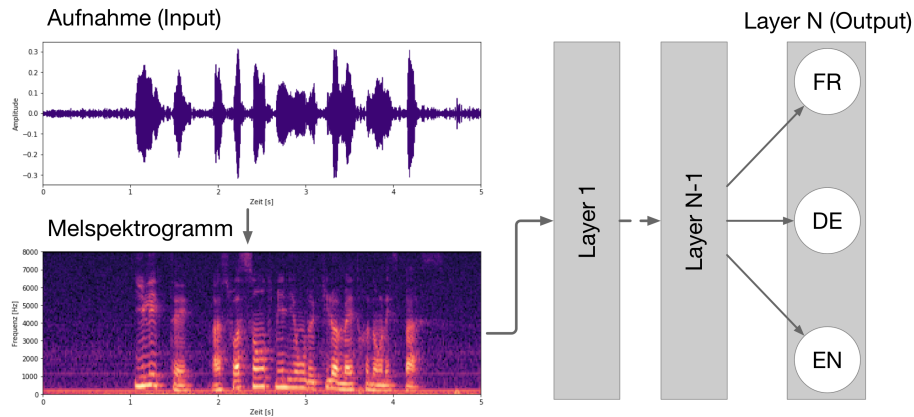 Aufnahme (Input)
0.3
0.2
0.1
0.0
−0.1
−0.2
−0.3
Amplitude
0 1 2 3 4 5
Zeit [s]
Melspektrogramm
8000
7000
6000
5000
4000
3000
2000
1000
0
Frequenz [Hz]
0 1 2 3 4 5
Zeit [s]
Layer 1
Layer N-1
Layer N (Output)
FR
DE
EN